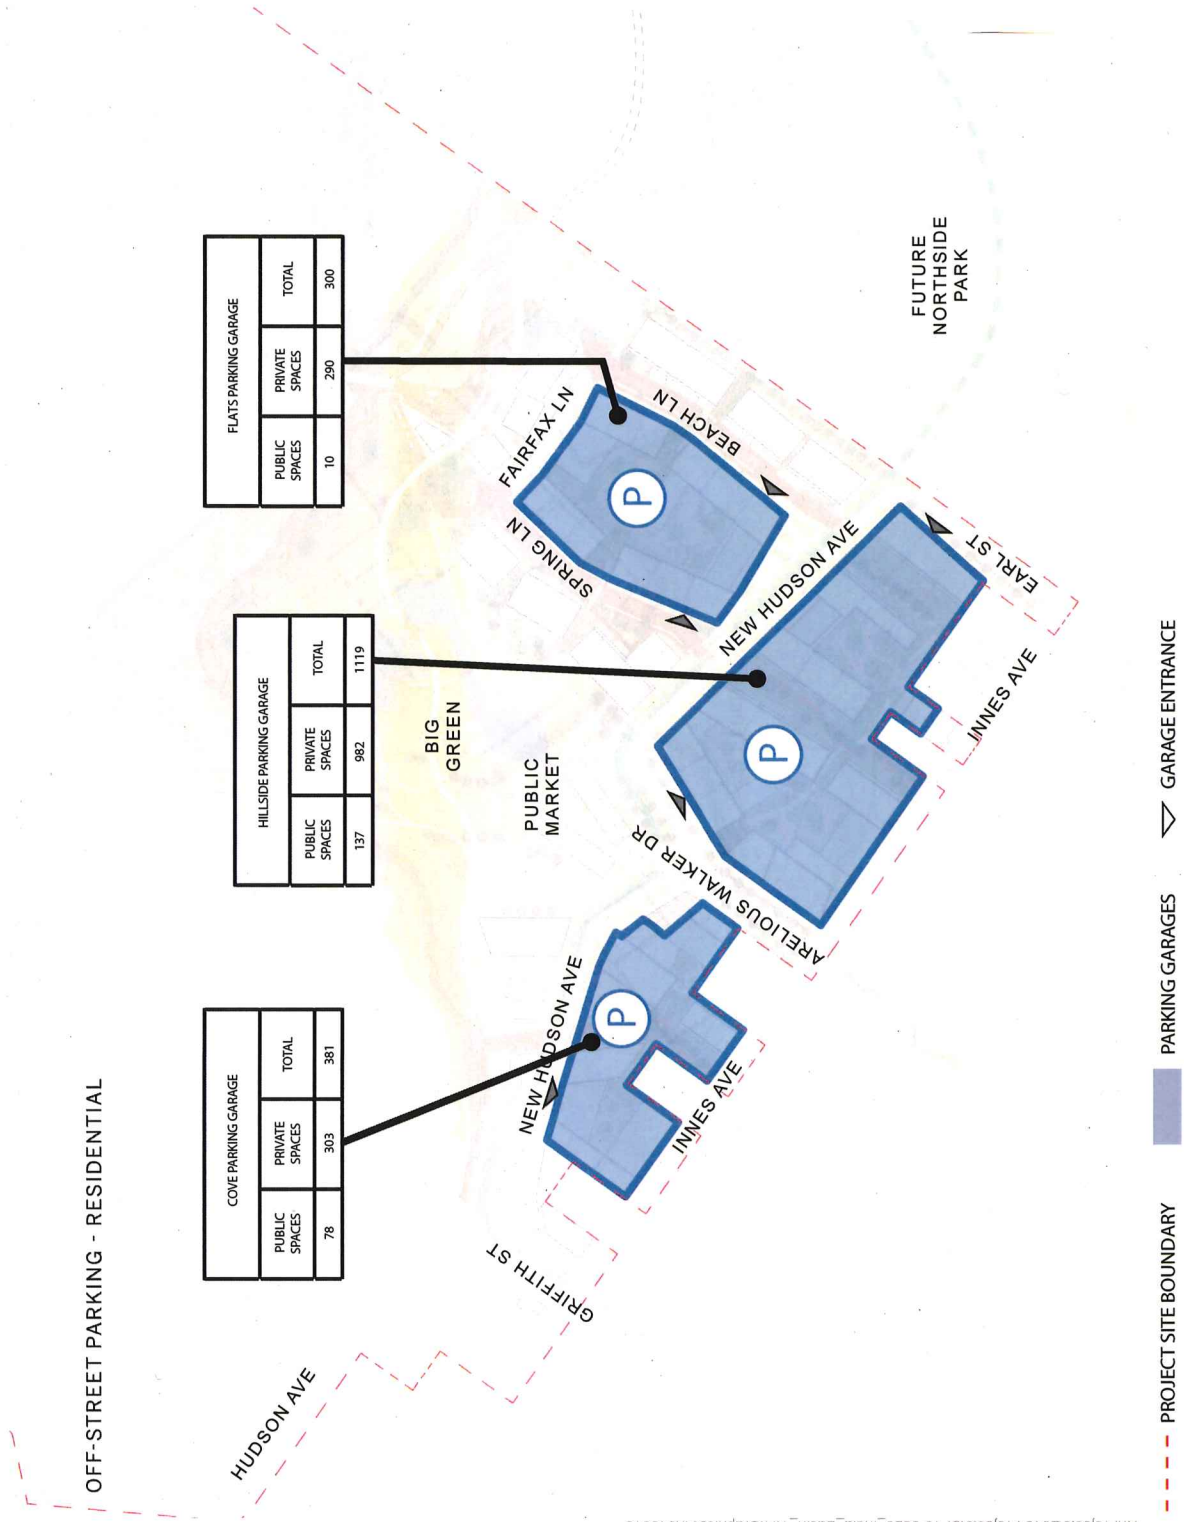 OFF-STREET PARKING - RESIDENTIAL
COVE PARKING GARAGE
PUBLIC
SPACES
PRIVATE
SPACES
TOTAL
78
303
381
HILLSIDE PARKING GARAGE
PUBLIC
SPACES
PRIVATE
SPACES
TOTAL
137
982
1119
FLATS PARKING GARAGE
PUBLIC
SPACES
PRIVATE
SPACES
TOTAL
10
290
300
HUDSON AVE
GRIFFITH ST
NEW HUDSON AVE
P
INNES AVE
BIG
GREEN
PUBLIC
MARKET
ARELIOUS WALKER DR
P
NEW HUDSON AVE
SPRING LN
FAIRFAX LN
P
BEACH LN
EARL ST
INNES AVE
FUTURE
NORTHSIDE
PARK
PROJECT SITE BOUNDARY
PARKING GARAGES
GARAGE ENTRANCE